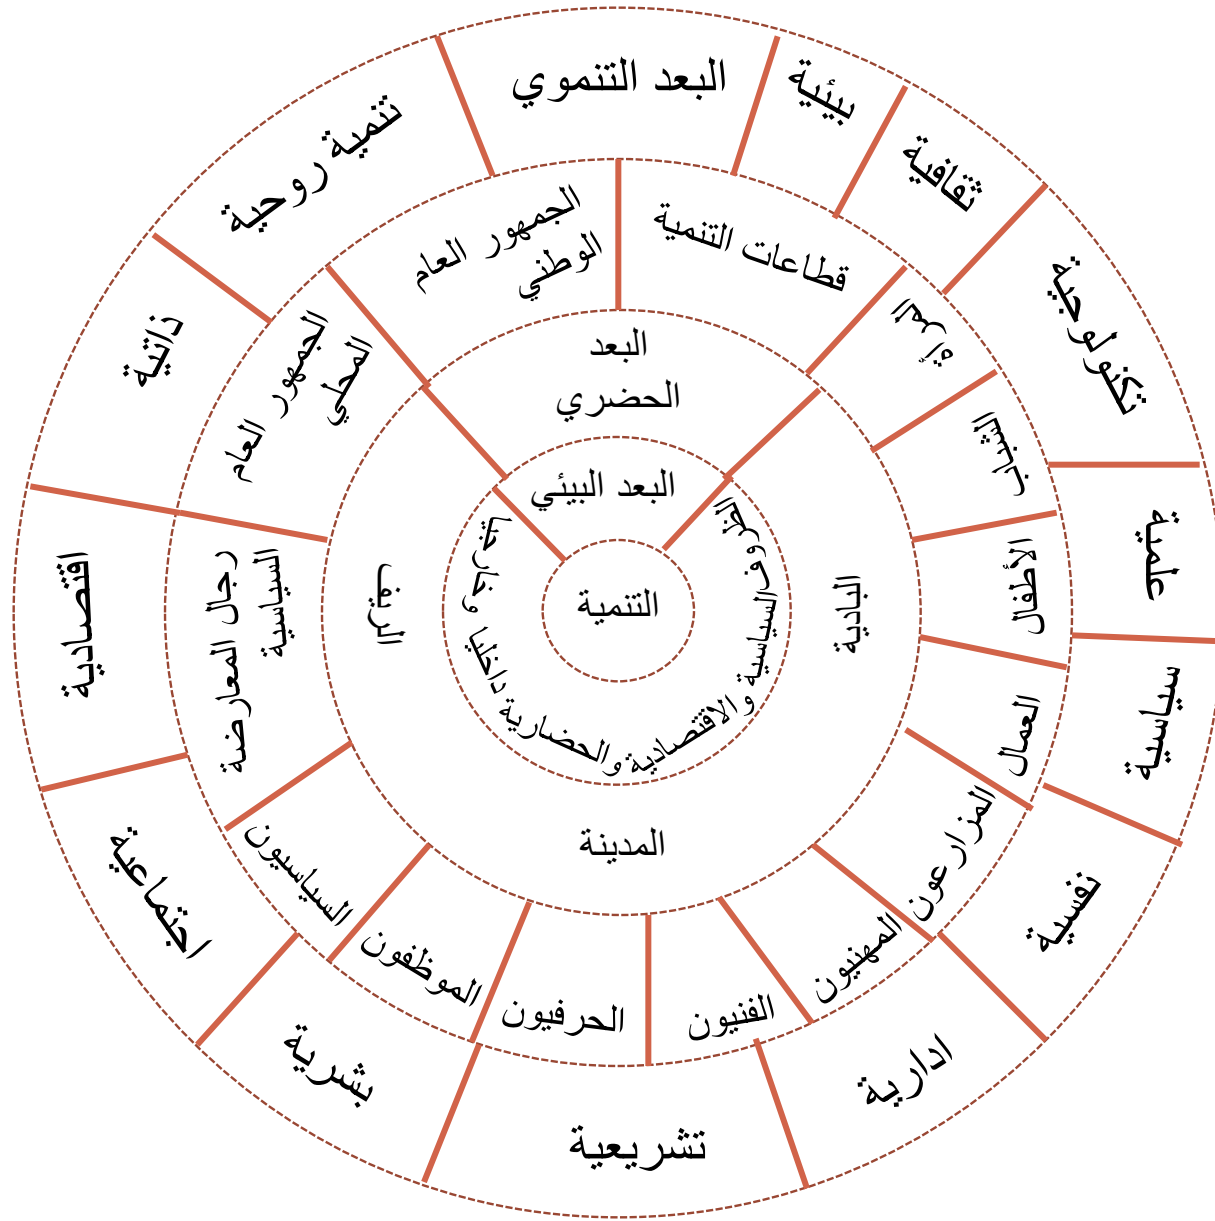 البعد التنموي
بيئية
ثقافية
تكنولوجية
علمية
سياسية
نفسية
ادارية
تشريعية
بشرية
اجتماعية
اقتصادية
ذاتية
تنمية روحية
قطاعات التنمية
المرأة
الشباب
الأطفال
العمال
المزارعون
المهنيون
الفنيون
الحرفيون
الموظفون
السياسيون
رجال المعارضة
السياسية
الجمهور العام
المحلي
الجمهور العام
الوطني
البعد
الحضري
البادية
المدينة
الريف
البعد البيئي
الظروف السياسية والاقتصادية والحضارية داخليا وخارجيا
التنمية